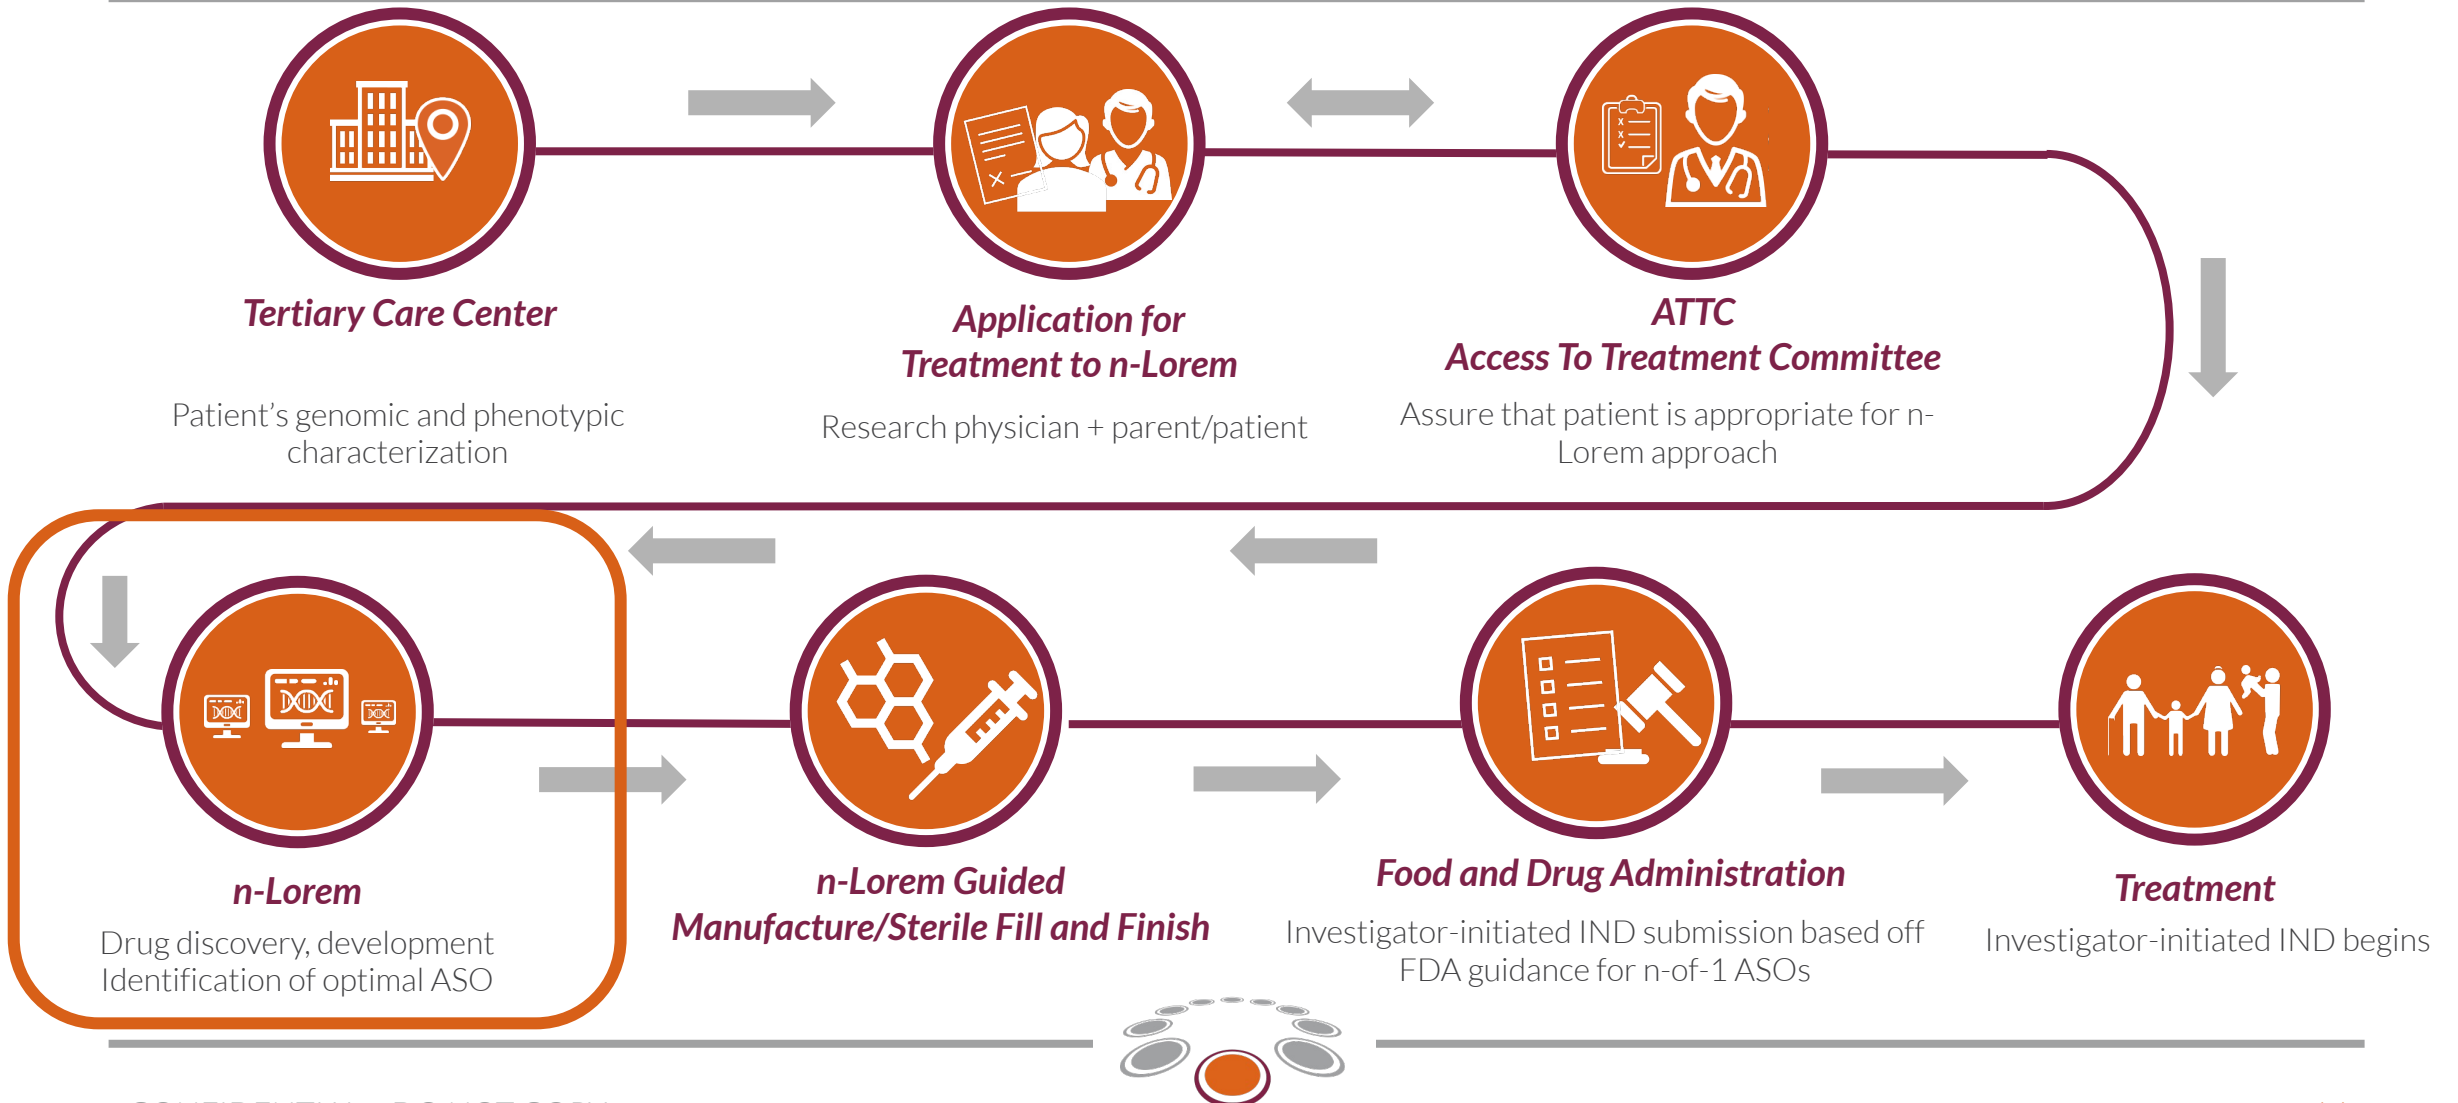 Tertiary Care Center
Patient’s genomic and phenotypic
characterization
Application for
Treatment to n-Lorem
Research physician + parent/patient
ATTC
Access To Treatment Committee
Assure that patient is appropriate for n-
Lorem approach
n-Lorem
Drug discovery, development
Identification of optimal ASO
n-Lorem Guided
Manufacture/Sterile Fill and Finish
Food and Drug Administration
Investigator-initiated IND submission based off
FDA guidance for n-of-1 ASOs
Treatment
Investigator-initiated IND begins